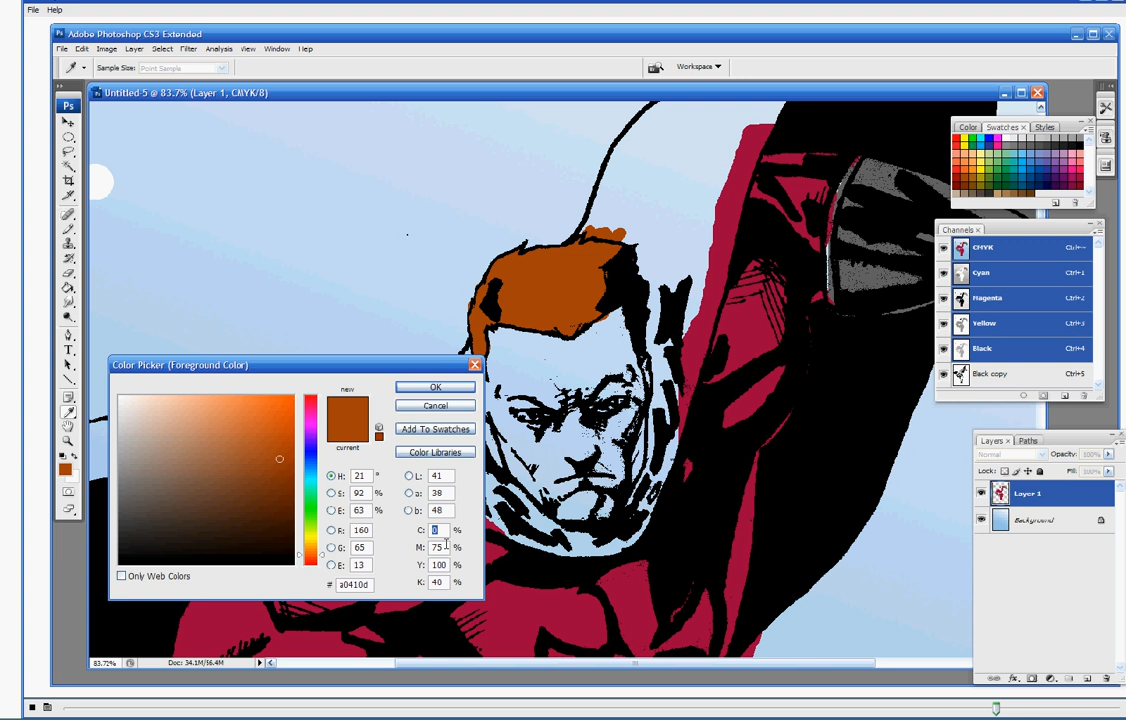 File Help
Adobe Photoshop CS3 Extended
File Edit Image Layer Select Filter Analysis View Window Help
Sample Size: Point Sample
Workspace
Ps
Untitled-5 @ 83.7% (Layer 1, CMYK/8)
Color Swatches × Styles
Channels ×
CMYK Ctrl+~
Cyan Ctrl+1
Magenta Ctrl+2
Yellow Ctrl+3
Black Ctrl+4
Back copy Ctrl+5
Color Picker (Foreground Color)
new
current
OK
Cancel
Add To Swatches
Color Libraries
H: 21 °
S: 92 %
E: 63 %
R: 160
G: 65
E: 13
# a0410d
L: 41
a: 38
b: 48
C: 0 %
M: 75 %
Y: 100 %
K: 40 %
Only Web Colors
Layers × Paths
Normal Opacity: 100%
Lock: Fill: 100%
Layer 1
Background
83.72% Doc: 34.1M/56.4M
fx